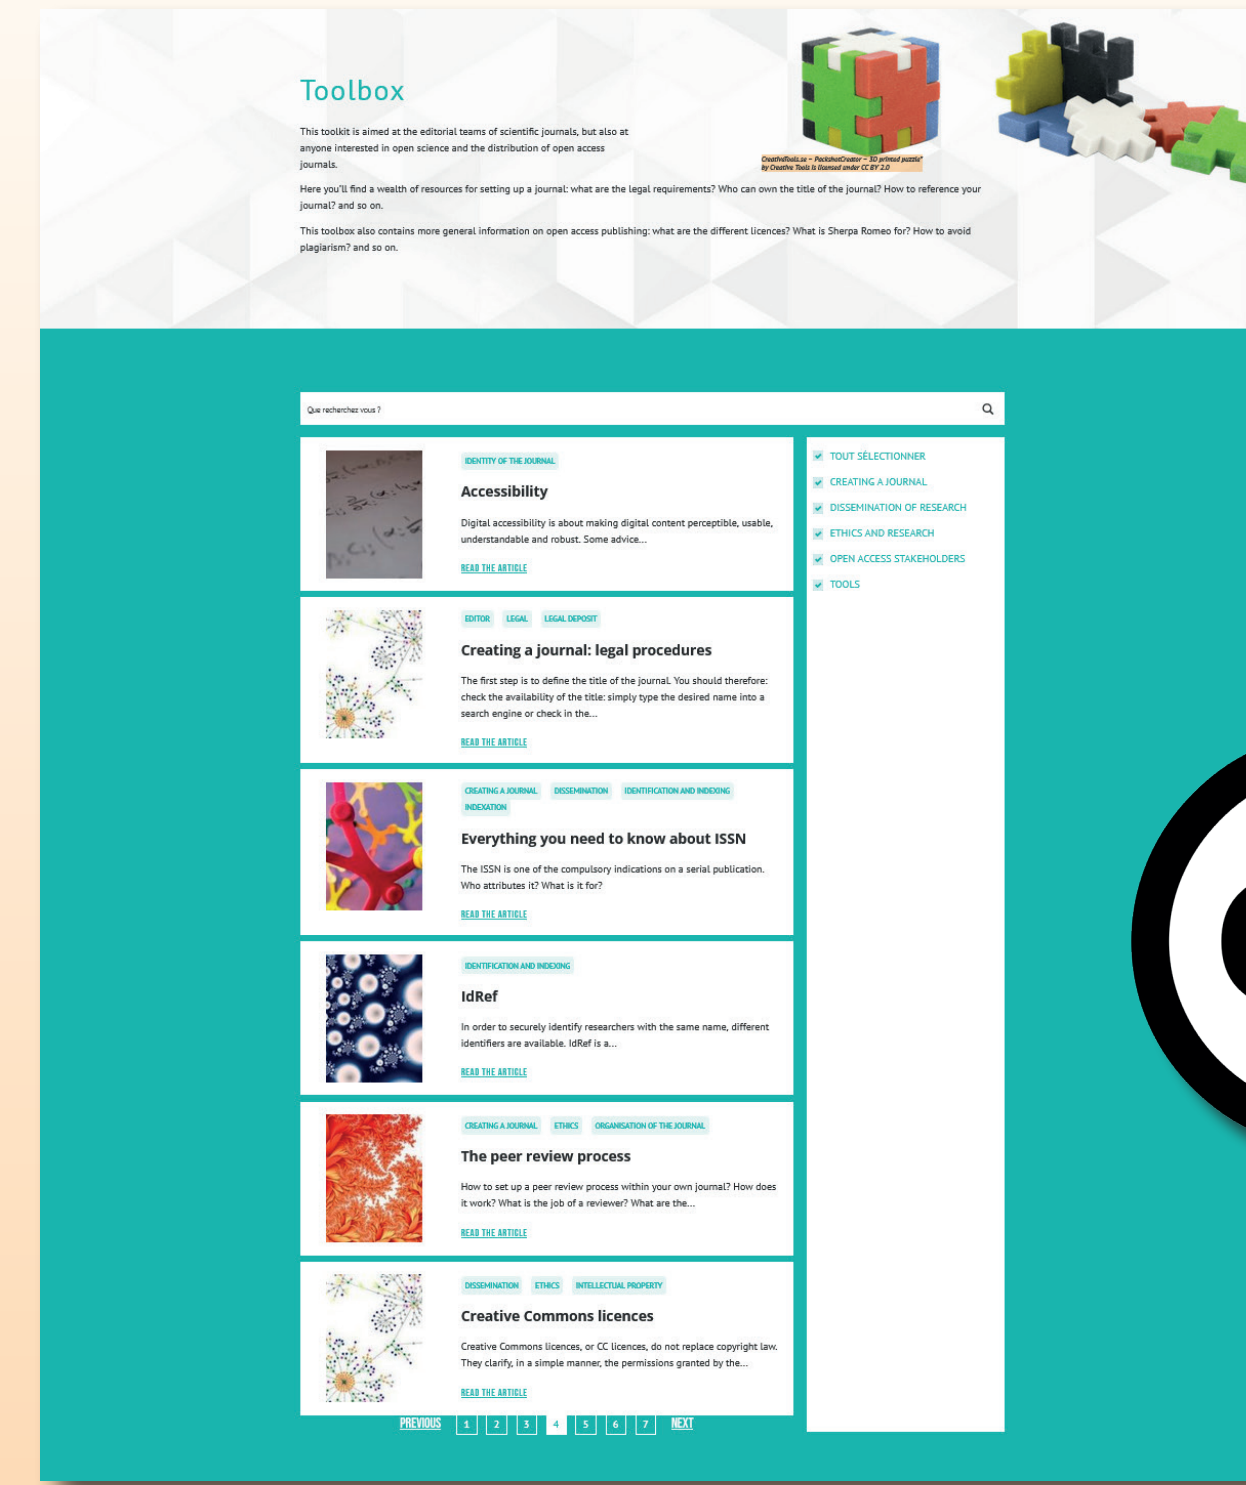 Toolbox
This toolkit is aimed at the editorial teams of scientific journals, but also at
anyone interested in open science and the distribution of open access
journals.
CreativeTools.se - PackshotCreator - 3D printed puzzle"
by Creative Tools is licensed under CC BY 2.0
Here you'll find a wealth of resources for setting up a journal: what are the legal requirements? Who can own the title of the journal? How to reference your
journal? and so on.
This toolbox also contains more general information on open access publishing: what are the different licences? What is Sherpa Romeo for? How to avoid
plagiarism? and so on.
Que recherchez vous ?
IDENTITY OF THE JOURNAL
Accessibility
Digital accessibility is about making digital content perceptible, usable,
understandable and robust. Some advice...
READ THE ARTICLE
EDITOR LEGAL LEGAL DEPOSIT
Creating a journal: legal procedures
The first step is to define the title of the journal. You should therefore:
check the availability of the title: simply type the desired name into a
search engine or check in the...
READ THE ARTICLE
CREATING A JOURNAL DISSEMINATION IDENTIFICATION AND INDEXING
INDEXATION
Everything you need to know about ISSN
The ISSN is one of the compulsory indications on a serial publication.
Who attributes it? What is it for?
READ THE ARTICLE
IDENTIFICATION AND INDEXING
IdRef
In order to securely identify researchers with the same name, different
identifiers are available. IdRef is a...
READ THE ARTICLE
CREATING A JOURNAL ETHICS ORGANISATION OF THE JOURNAL
The peer review process
How to set up a peer review process within your own journal? How does
it work? What is the job of a reviewer? What are the...
READ THE ARTICLE
DISSEMINATION ETHICS INTELLECTUAL PROPERTY
Creative Commons licences
Creative Commons licences, or CC licences, do not replace copyright law.
They clarify, in a simple manner, the permissions granted by the...
READ THE ARTICLE
PREVIOUS 1 2 3 4 5 6 7 NEXT
TOUT SÉLECTIONNER
CREATING A JOURNAL
DISSEMINATION OF RESEARCH
ETHICS AND RESEARCH
OPEN ACCESS STAKEHOLDERS
TOOLS